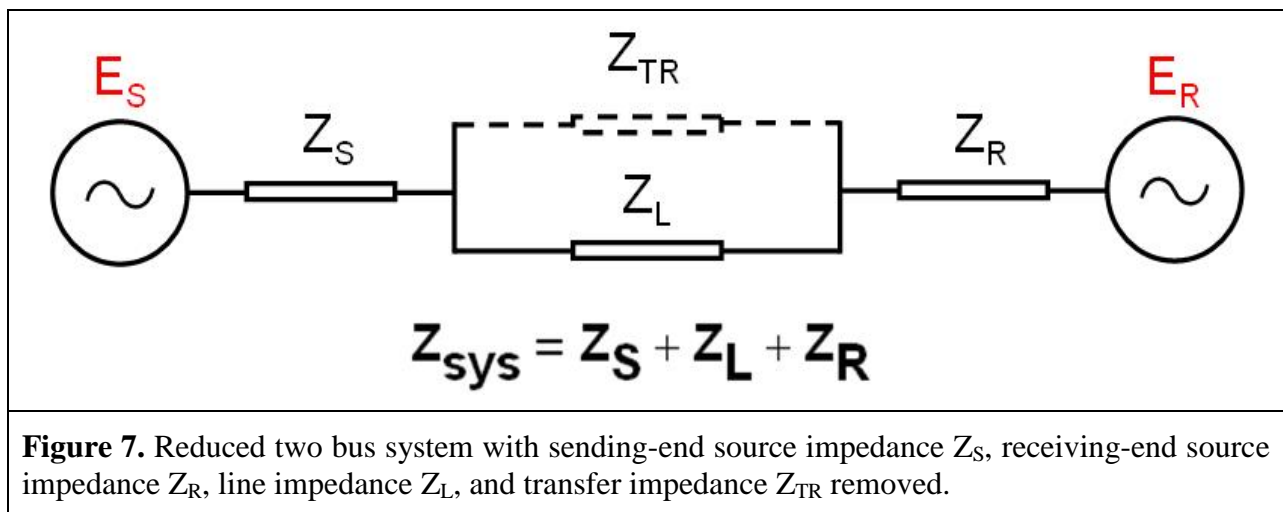 E_S
Z_TR
E_R
Z_S
Z_R
Z_L
Z_sys = Z_S + Z_L + Z_R
Figure 7. Reduced two bus system with sending-end source impedance Z_S, receiving-end source
impedance Z_R, line impedance Z_L, and transfer impedance Z_TR removed.